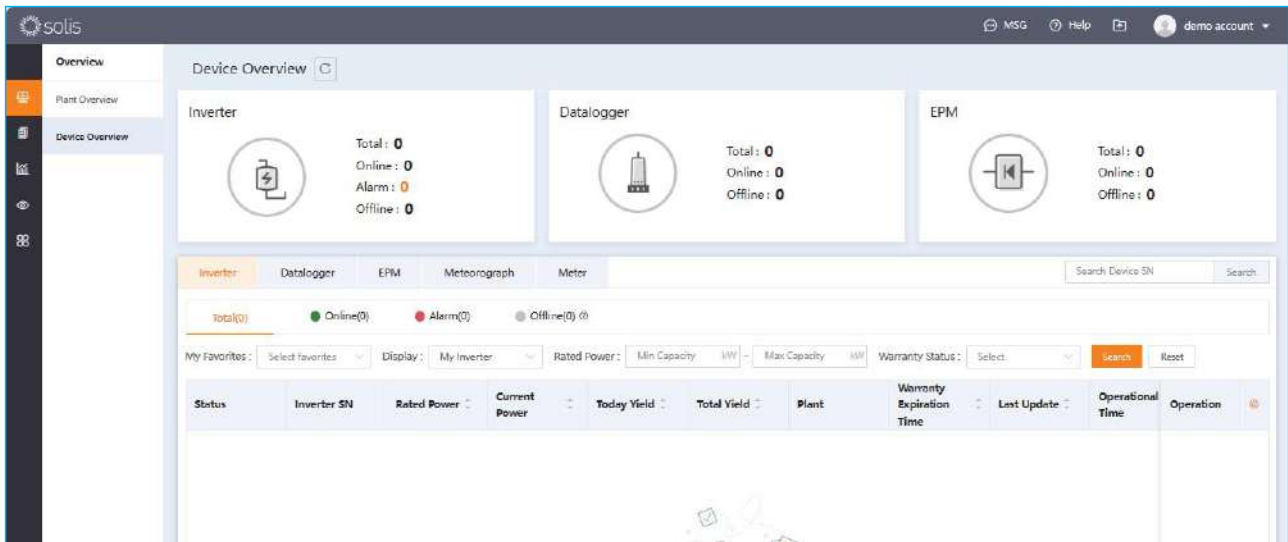 solis
MSG Help demo account
Overview
Plant Overview
Device Overview
Device Overview
Inverter
Total : 0
Online : 0
Alarm : 0
Offline : 0
Datalogger
Total : 0
Online : 0
Offline : 0
EPM
Total : 0
Online : 0
Offline : 0
Inverter Datalogger EPM Meteorograph Meter Search Device SN Search
Total(0) Online(0) Alarm(0) Offline(0)
My Favorites : Select favorites Display : My Inverter Rated Power : Min Capacity kW – Max Capacity kW Warranty Status : Select Search Reset
Status Inverter SN Rated Power Current Power Today Yield Total Yield Plant Warranty Expiration Time Last Update Operational Time Operation